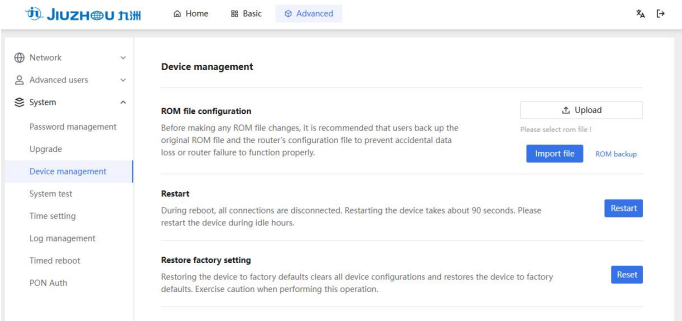 JIUZHOU 九洲
Home
Basic
Advanced
Network
Advanced users
System
Password management
Upgrade
Device management
System test
Time setting
Log management
Timed reboot
PON Auth
Device management
ROM file configuration
Before making any ROM file changes, it is recommended that users back up the
original ROM file and the router's configuration file to prevent accidental data
loss or router failure to function properly.
Upload
Please select rom file !
Import file
ROM backup
Restart
During reboot, all connections are disconnected. Restarting the device takes about 90 seconds. Please
restart the device during idle hours.
Restart
Restore factory setting
Restoring the device to factory defaults clears all device configurations and restores the device to factory
defaults. Exercise caution when performing this operation.
Reset